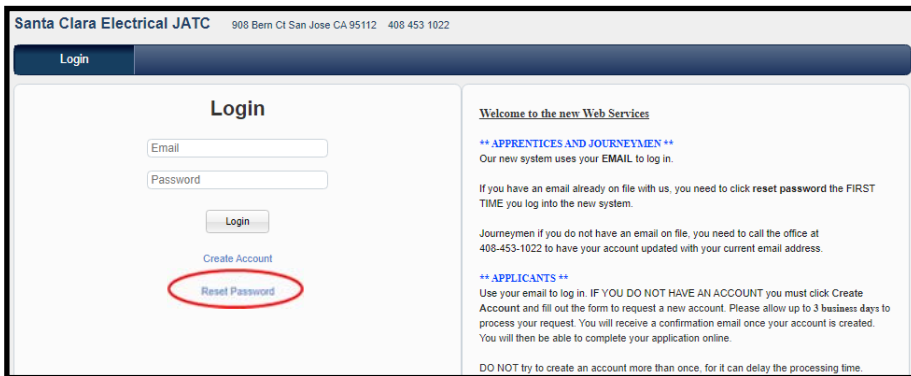 Santa Clara Electrical JATC 908 Bern Ct San Jose CA 95112 408 453 1022
Login
Login
Email
Password
Login
Create Account
Reset Password
Welcome to the new Web Services
** APPRENTICES AND JOURNEYMEN **
Our new system uses your EMAIL to log in.
If you have an email already on file with us, you need to click reset password the FIRST
TIME you log into the new system.
Journeymen if you do not have an email on file, you need to call the office at
408-453-1022 to have your account updated with your current email address.
** APPLICANTS **
Use your email to log in. IF YOU DO NOT HAVE AN ACCOUNT you must click Create
Account and fill out the form to request a new account. Please allow up to 3 business days to
process your request. You will receive a confirmation email once your account is created.
You will then be able to complete your application online.
DO NOT try to create an account more than once, for it can delay the processing time.